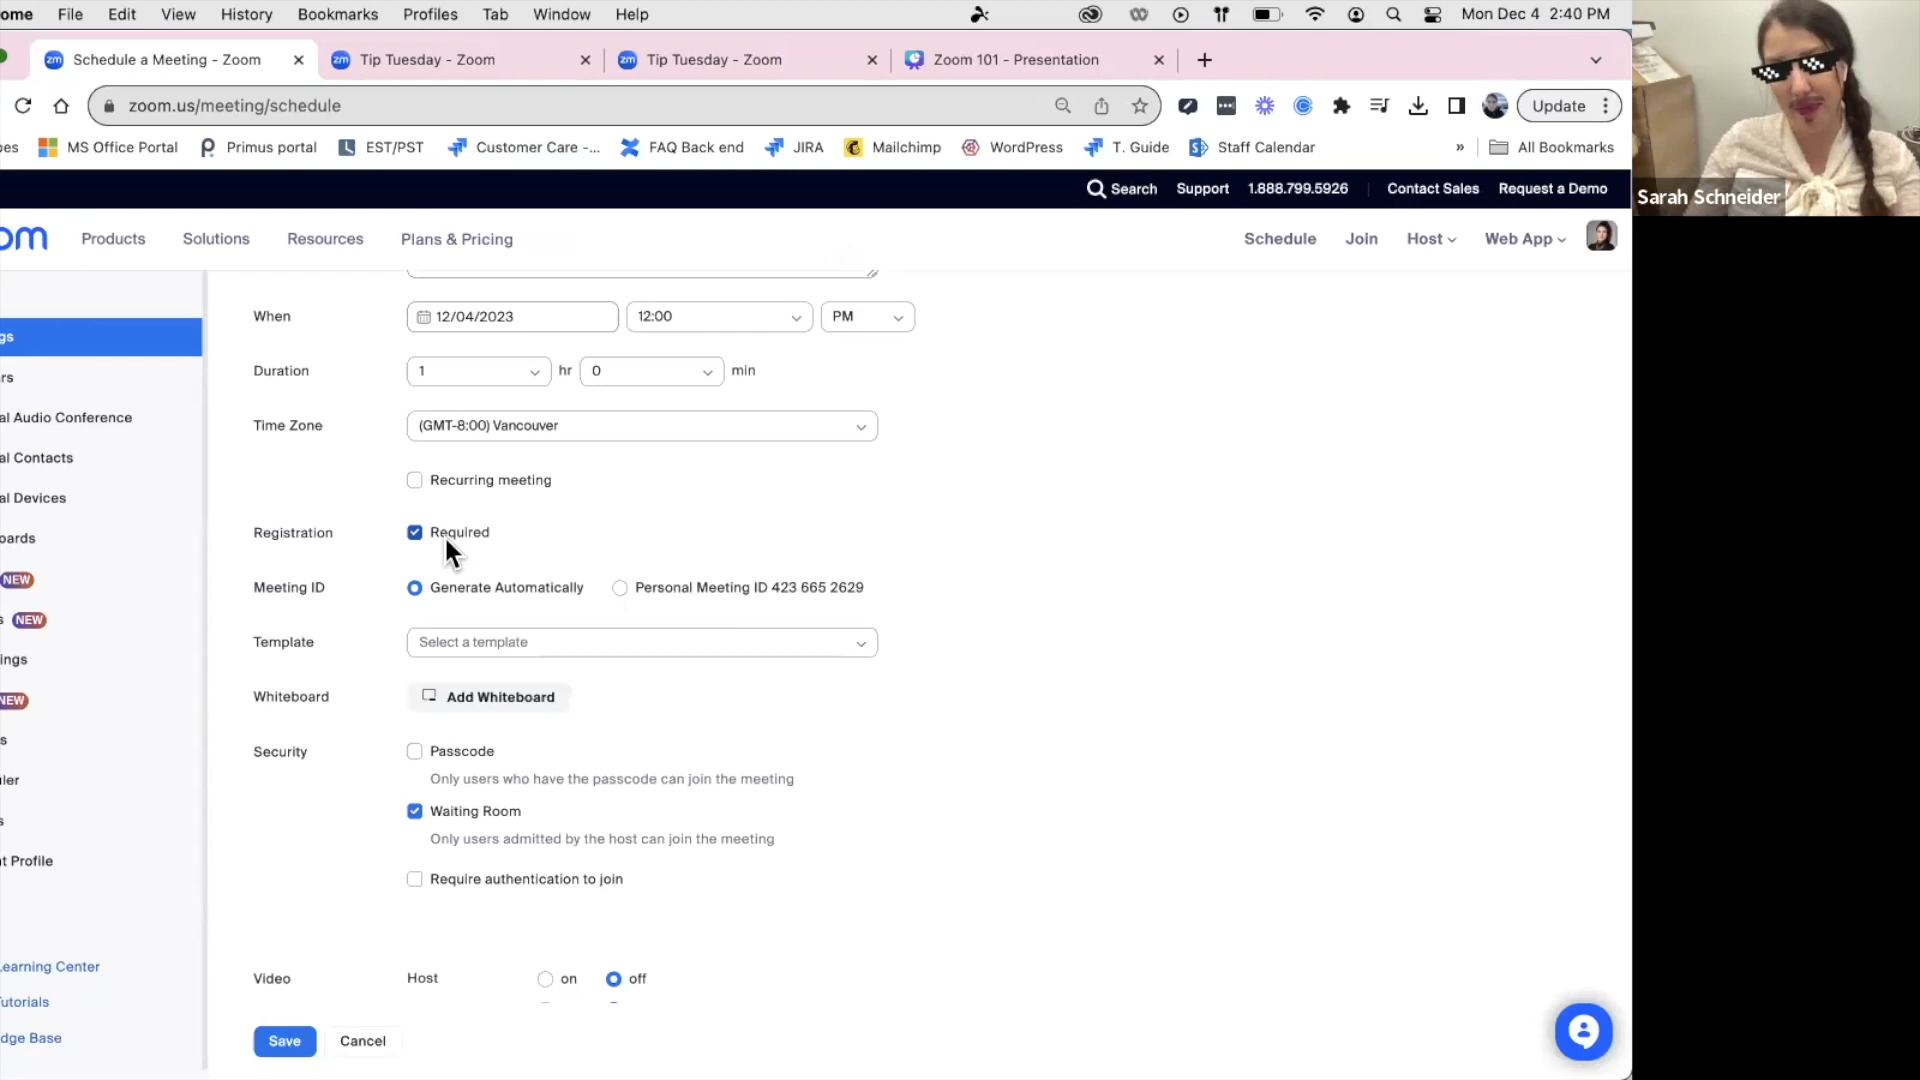 ome File Edit View History Bookmarks Profiles Tab Window Help Mon Dec 4 2:40 PM
zm Schedule a Meeting - Zoom zm Tip Tuesday - Zoom zm Tip Tuesday - Zoom Zoom 101 - Presentation
zoom.us/meeting/schedule Update
es MS Office Portal Primus portal EST/PST Customer Care -... FAQ Back end JIRA Mailchimp WordPress T. Guide Staff Calendar » All Bookmarks
Sarah Schneider
Search Support 1.888.799.5926 Contact Sales Request a Demo
om Products Solutions Resources Plans & Pricing Schedule Join Host Web App
When 12/04/2023 12:00 PM
gs
Duration 1 hr 0 min
rs
al Audio Conference
Time Zone (GMT-8:00) Vancouver
al Contacts
Recurring meeting
al Devices
Registration Required
oards
NEW
Meeting ID Generate Automatically Personal Meeting ID 423 665 2629
s NEW
Template Select a template
ings
Whiteboard Add Whiteboard
NEW
s
Security Passcode
Only users who have the passcode can join the meeting
ler
Waiting Room
s
Only users admitted by the host can join the meeting
t Profile
Require authentication to join
Learning Center
Video Host on off
utorials
dge Base
Save Cancel